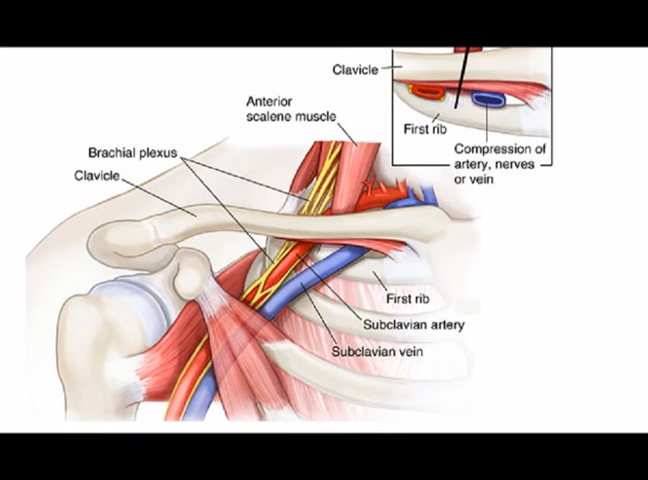 Clavicle
Anterior
scalene muscle
First rib
Brachial plexus
Compression of
artery, nerves
or vein
Clavicle
First rib
Subclavian artery
Subclavian vein